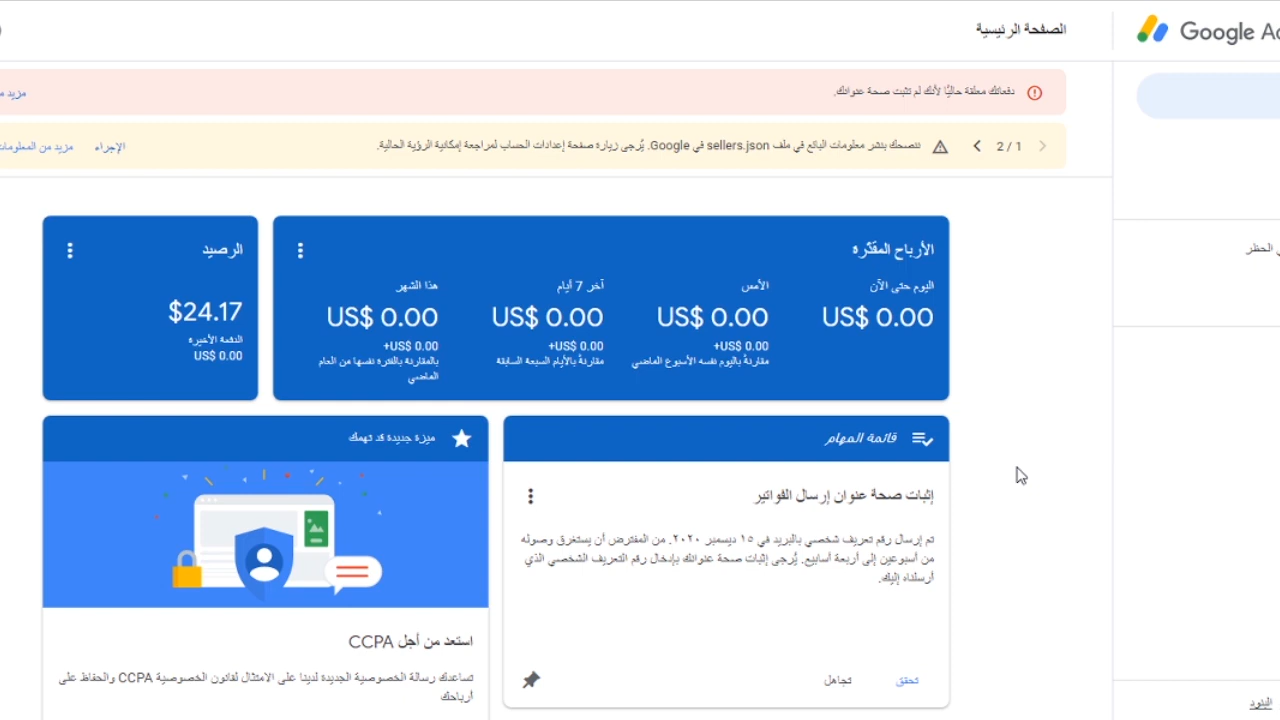 Google
الصفحة الرئيسية
دفعاتك معلقة حاليًا لأنك لم تثبت صحة عنوانك.
مزيد
1 / 2
ننصحك بنشر معلومات البائع في ملف sellers.json في Google. يُرجى زيارة صفحة إعدادات الحساب لمراجعة إمكانية الرؤية الحالية.
الإجراء
مزيد من المعلومات
الحظر
الأرباح المقدّرة
اليوم حتى الآن
US$ 0.00
الأمس
US$ 0.00
+US$ 0.00
مقارنةً باليوم نفسه الأسبوع الماضي
آخر 7 أيام
US$ 0.00
+US$ 0.00
مقارنةً بالأيام السبعة السابقة
هذا الشهر
US$ 0.00
+US$ 0.00
بالمقارنة بالفترة نفسها من العام
الماضي
الرصيد
$24.17
الدفعة الأخيرة
US$ 0.00
قائمة المهام
إثبات صحة عنوان إرسال الفواتير
تم إرسال رقم تعريف شخصي بالبريد في ١٥ ديسمبر ٢٠٢٠. من المفترض أن يستغرق وصوله
من أسبوعين إلى أربعة أسابيع. يُرجى إثبات صحة عنوانك بإدخال رقم التعريف الشخصي الذي
أرسلناه إليك.
تحقق
تجاهل
ميزة جديدة قد تهمك
استعد من أجل CCPA
تساعدك رسالة الخصوصية الجديدة لدينا على الامتثال لقانون الخصوصية CCPA والحفاظ على
أرباحك
البنود